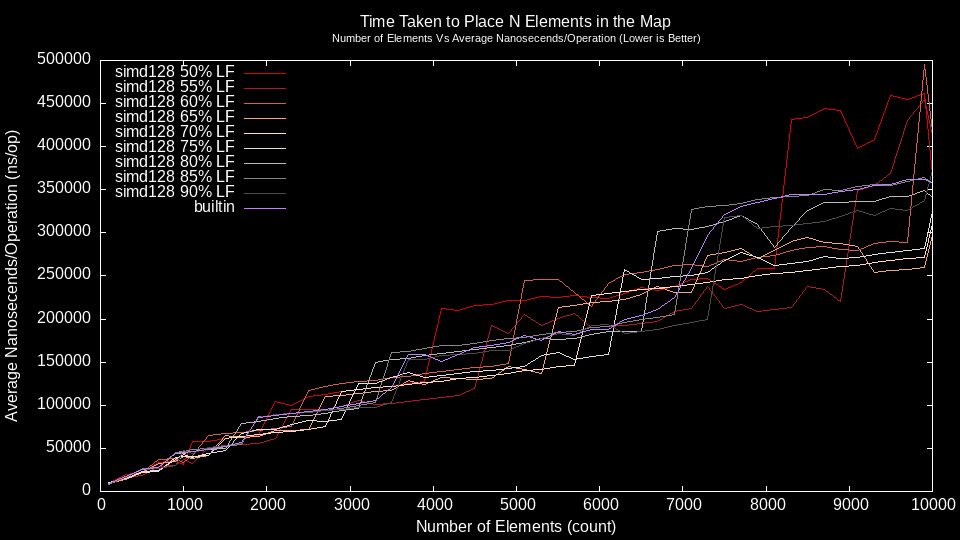 Time Taken to Place N Elements in the Map
Number of Elements Vs Average Nanosecends/Operation (Lower is Better)
Average Nanosecends/Operation (ns/op)
500000
450000
400000
350000
300000
250000
200000
150000
100000
50000
0
simd128 50% LF
simd128 55% LF
simd128 60% LF
simd128 65% LF
simd128 70% LF
simd128 75% LF
simd128 80% LF
simd128 85% LF
simd128 90% LF
builtin
0 1000 2000 3000 4000 5000 6000 7000 8000 9000 10000
Number of Elements (count)